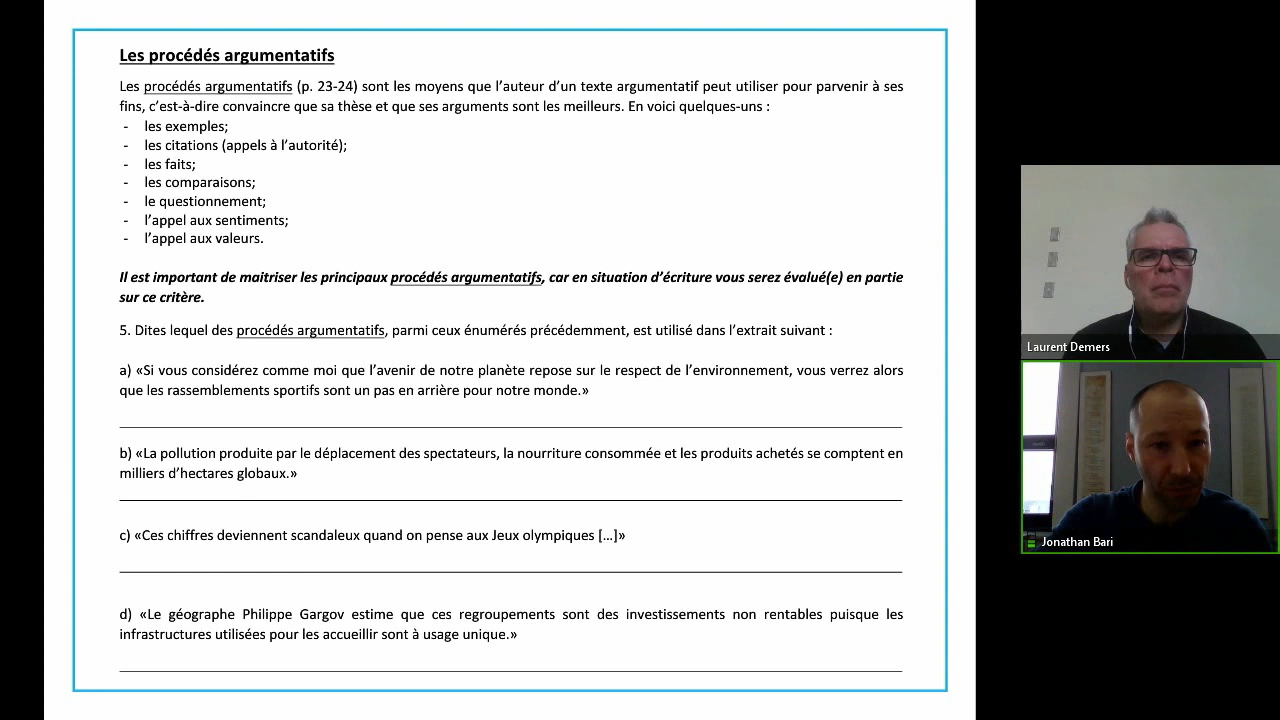 Les procédés argumentatifs
Les procédés argumentatifs (p. 23-24) sont les moyens que l’auteur d’un texte argumentatif peut utiliser pour parvenir à ses
fins, c’est-à-dire convaincre que sa thèse et que ses arguments sont les meilleurs. En voici quelques-uns :
- les exemples;
- les citations (appels à l’autorité);
- les faits;
- les comparaisons;
- le questionnement;
- l’appel aux sentiments;
- l’appel aux valeurs.
Il est important de maitriser les principaux procédés argumentatifs, car en situation d’écriture vous serez évalué(e) en partie
sur ce critère.
5. Dites lequel des procédés argumentatifs, parmi ceux énumérés précédemment, est utilisé dans l’extrait suivant :
a) «Si vous considérez comme moi que l’avenir de notre planète repose sur le respect de l’environnement, vous verrez alors
que les rassemblements sportifs sont un pas en arrière pour notre monde.»
b) «La pollution produite par le déplacement des spectateurs, la nourriture consommée et les produits achetés se comptent en
milliers d’hectares globaux.»
c) «Ces chiffres deviennent scandaleux quand on pense aux Jeux olympiques […]»
d) «Le géographe Philippe Gargov estime que ces regroupements sont des investissements non rentables puisque les
infrastructures utilisées pour les accueillir sont à usage unique.»
Laurent Demers
Jonathan Bari